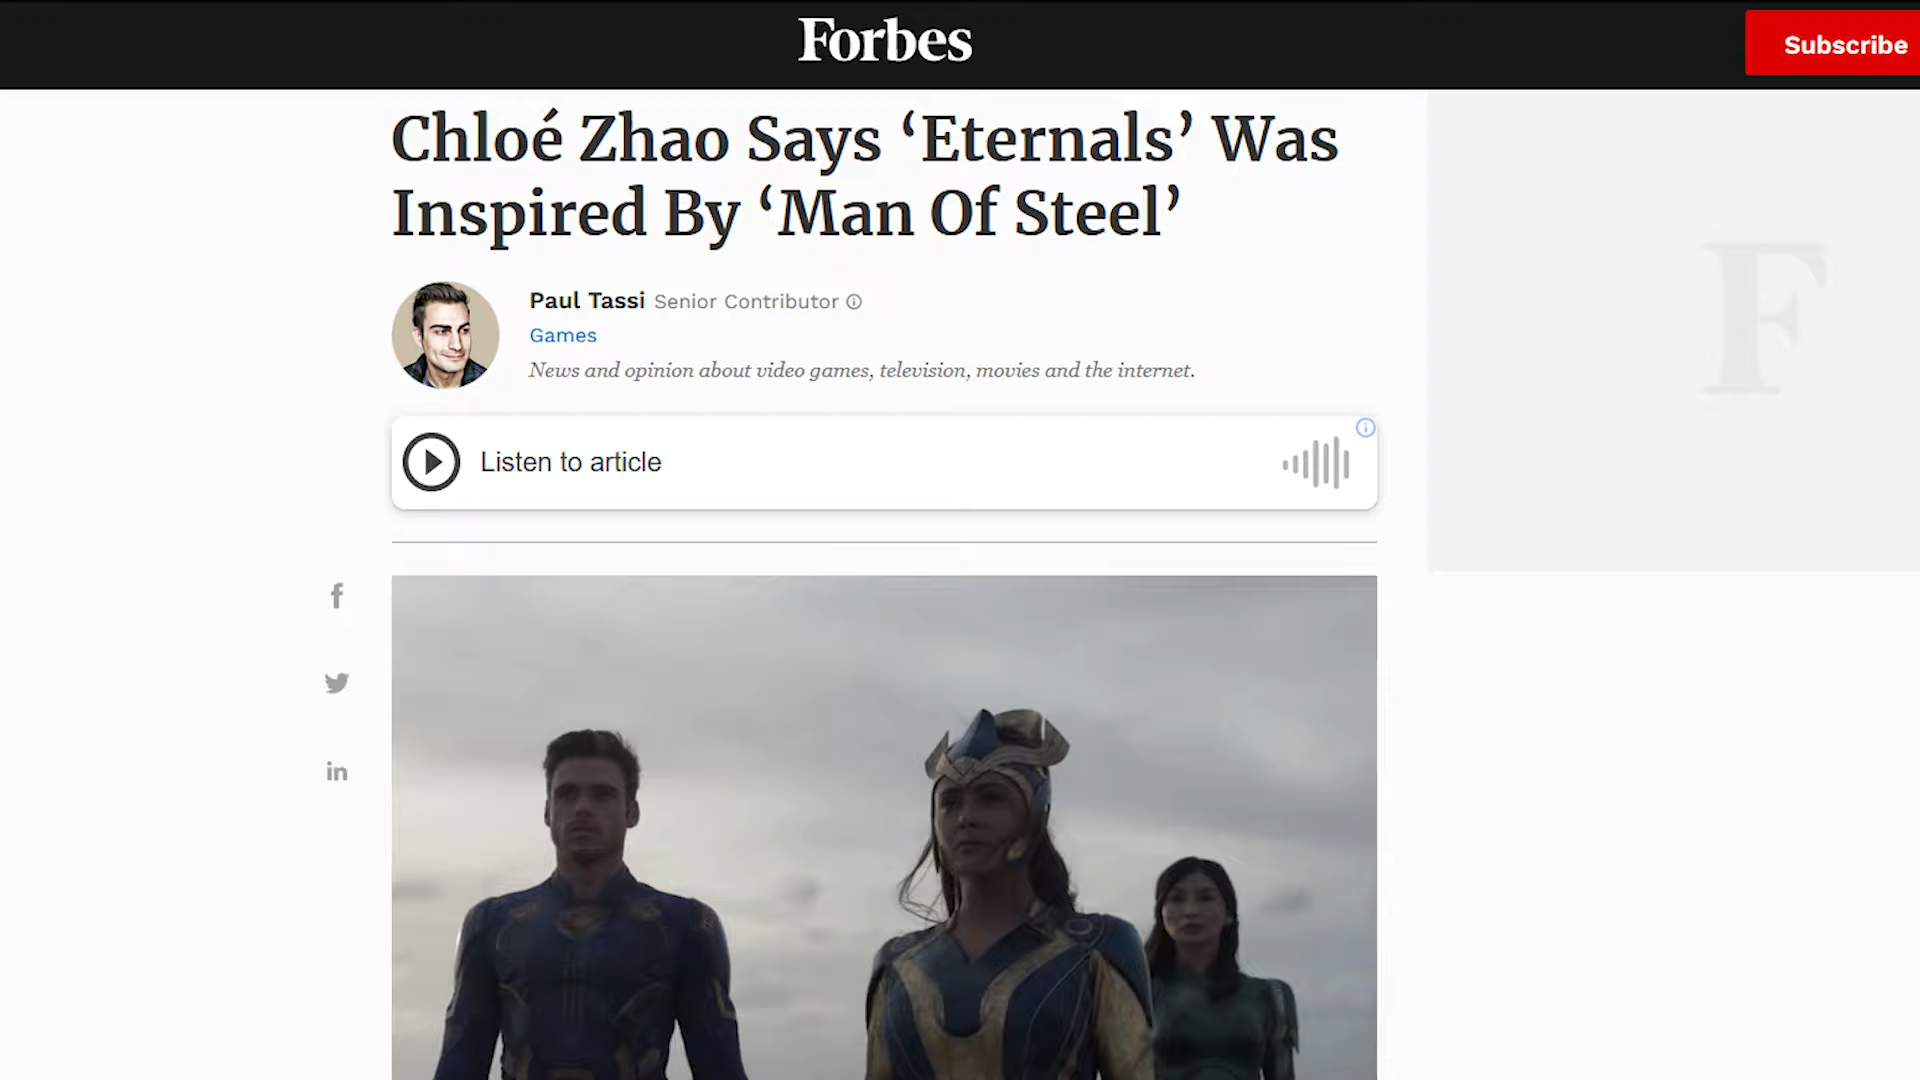 Forbes
Subscribe
Chloé Zhao Says ‘Eternals’ Was
Inspired By ‘Man Of Steel’
Paul Tassi Senior Contributor
Games
News and opinion about video games, television, movies and the internet.
Listen to article
F
f
in